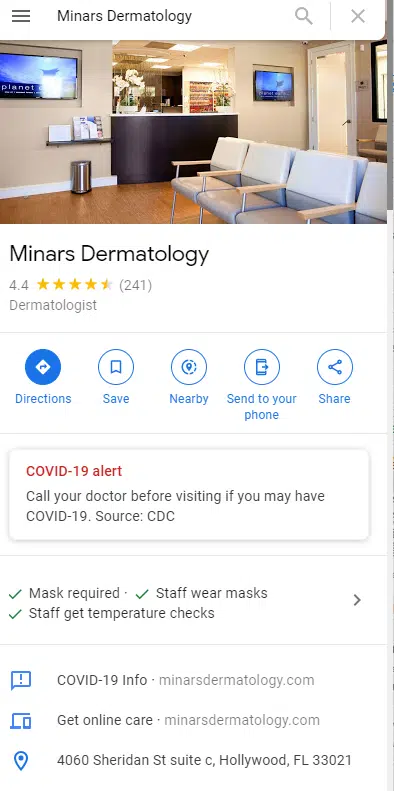 Minars Dermatology
planet
Minars Dermatology
4.4 (241)
Dermatologist
Directions
Save
Nearby
Send to your
phone
Share
COVID-19 alert
Call your doctor before visiting if you may have
COVID-19. Source: CDC
Mask required · Staff wear masks
Staff get temperature checks
COVID-19 Info · minarsdermatology.com
Get online care · minarsdermatology.com
4060 Sheridan St suite c, Hollywood, FL 33021